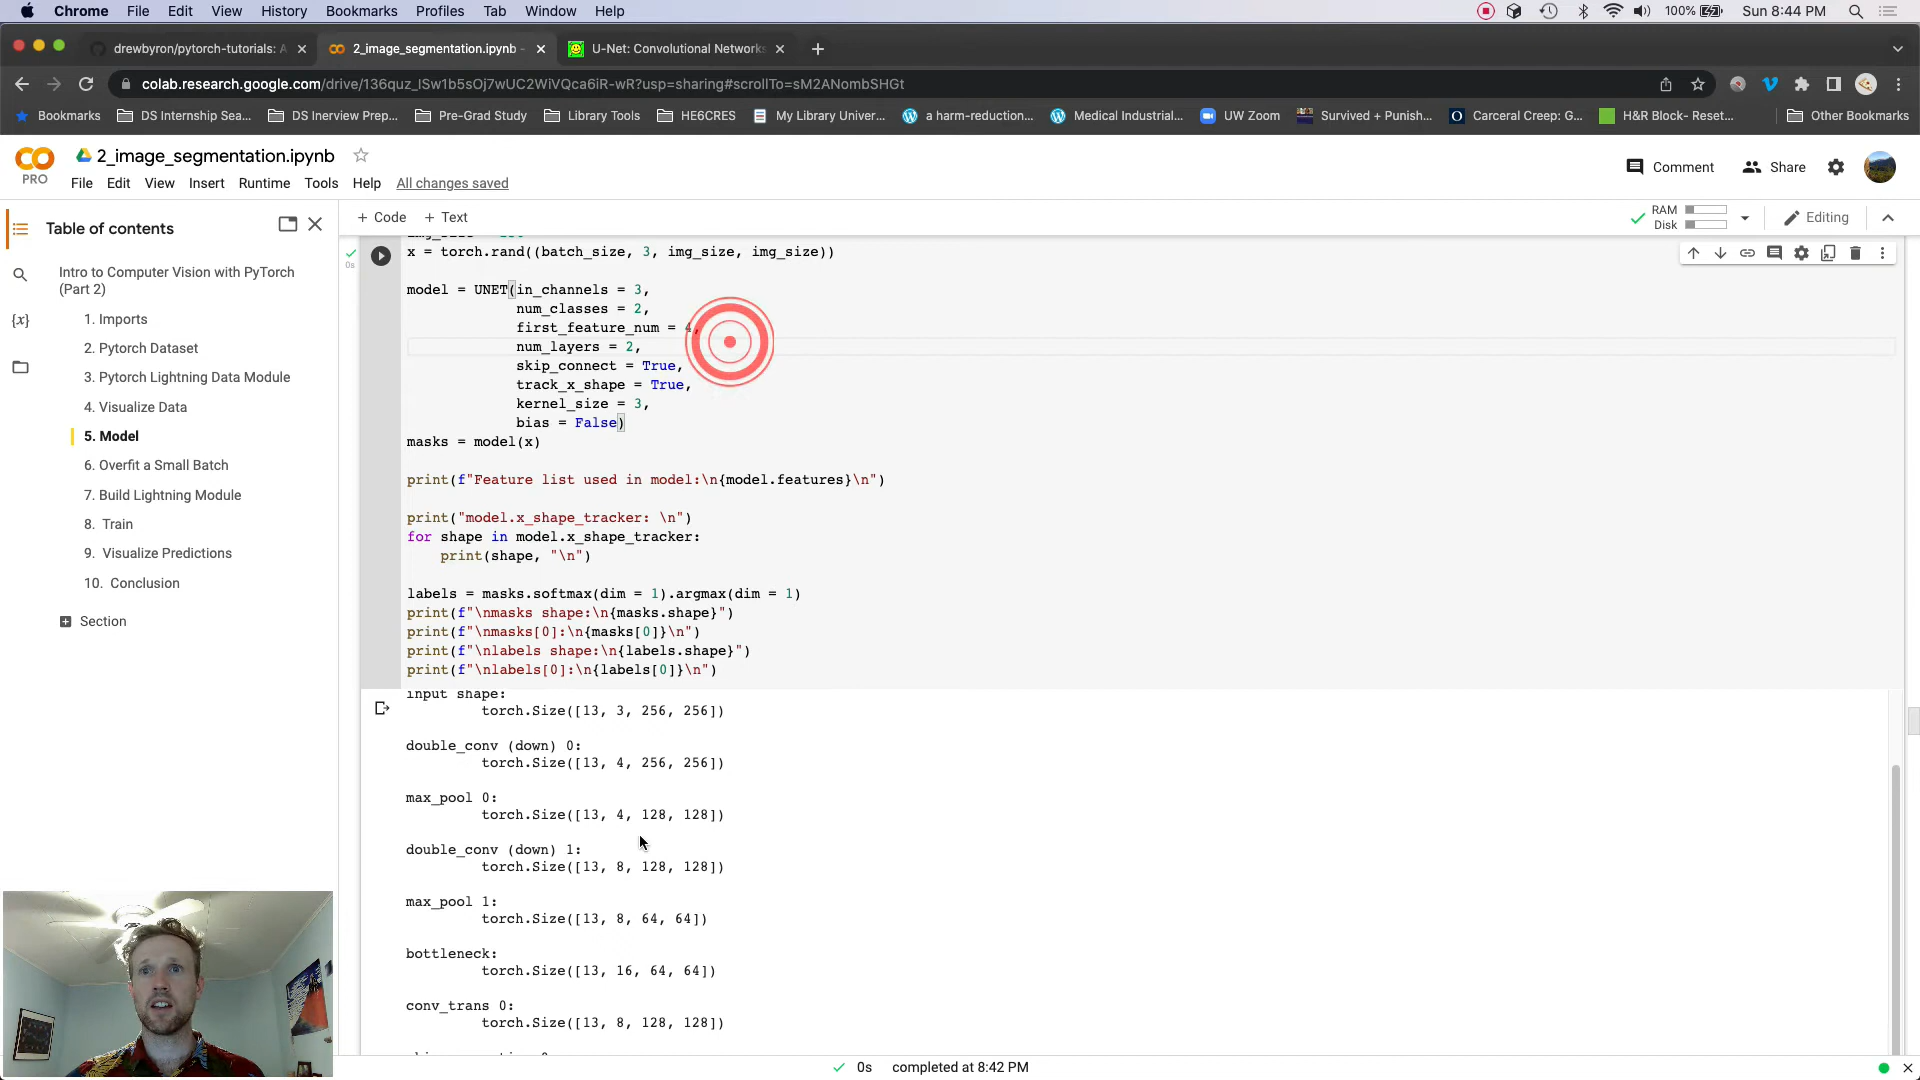 Chrome File Edit View History Bookmarks Profiles Tab Window Help 100% Sun 8:44 PM
drewbyron/pytorch-tutorials: A 2_image_segmentation.ipynb - U-Net: Convolutional Network
colab.research.google.com/drive/136quz_lSw1b5sOj7wUC2WiVQca6iR-wR?usp=sharing#scrollTo=sM2ANombSHGt
Bookmarks DS Internship Sea... DS Inerview Prep... Pre-Grad Study Library Tools HE6CRES My Library Univer... a harm-reduction... Medical Industrial... UW Zoom Survived + Punish... Carceral Creep: G... H&R Block- Reset... Other Bookmarks
2_image_segmentation.ipynb
PRO
Comment Share
File Edit View Insert Runtime Tools Help All changes saved
Table of contents
+ Code + Text
RAM
Disk
Editing
Intro to Computer Vision with PyTorch
(Part 2)
1. Imports
2. Pytorch Dataset
3. Pytorch Lightning Data Module
4. Visualize Data
5. Model
6. Overfit a Small Batch
7. Build Lightning Module
8. Train
9. Visualize Predictions
10. Conclusion
Section
{x}
0s
x = torch.rand((batch_size, 3, img_size, img_size))
model = UNET(in_channels = 3,
num_classes = 2,
first_feature_num = 4,
num_layers = 2,
skip_connect = True,
track_x_shape = True,
kernel_size = 3,
bias = False)
masks = model(x)
print(f"Feature list used in model:\n{model.features}\n")
print("model.x_shape_tracker: \n")
for shape in model.x_shape_tracker:
print(shape, "\n")
labels = masks.softmax(dim = 1).argmax(dim = 1)
print(f"\nmasks shape:\n{masks.shape}")
print(f"\nmasks[0]:\n{masks[0]}\n")
print(f"\nlabels shape:\n{labels.shape}")
print(f"\nlabels[0]:\n{labels[0]}\n")
input shape:
torch.Size([13, 3, 256, 256])
double_conv (down) 0:
torch.Size([13, 4, 256, 256])
max_pool 0:
torch.Size([13, 4, 128, 128])
double_conv (down) 1:
torch.Size([13, 8, 128, 128])
max_pool 1:
torch.Size([13, 8, 64, 64])
bottleneck:
torch.Size([13, 16, 64, 64])
conv_trans 0:
torch.Size([13, 8, 128, 128])
0s completed at 8:42 PM